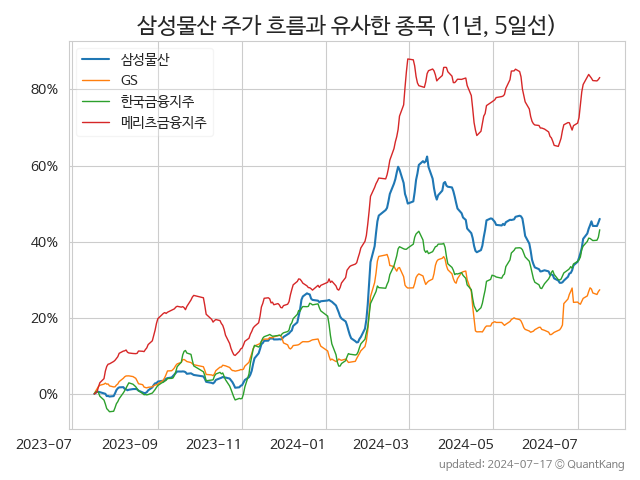 삼성물산 주가 흐름과 유사한 종목 (1년, 5일선)
삼성물산
GS
한국금융지주
메리츠금융지주
80%
60%
40%
20%
0%
2023-07 2023-09 2023-11 2024-01 2024-03 2024-05 2024-07
updated: 2024-07-17 © QuantKang